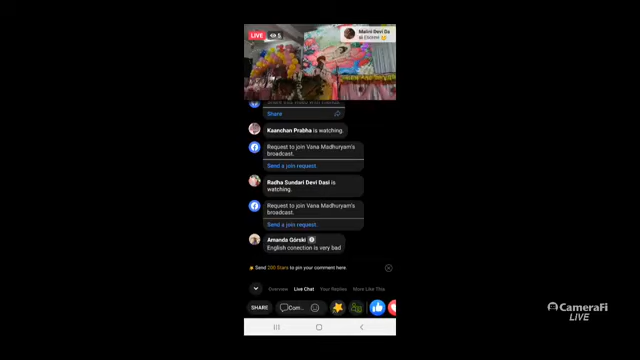 LIVE
5
Malini Devi Da
Share
Kaanchan Prabha is watching.
Request to join Vana Madhuryam's
broadcast.
Send a join request.
Radha Sundari Devi Dasi is
watching.
Request to join Vana Madhuryam's
broadcast.
Send a join request.
Amanda Górski
English conection is very bad
Send 200 Stars to pin your comment here.
Overview
Live Chat
Your Replies
More Like This
SHARE
Com...
CameraFi
LIVE